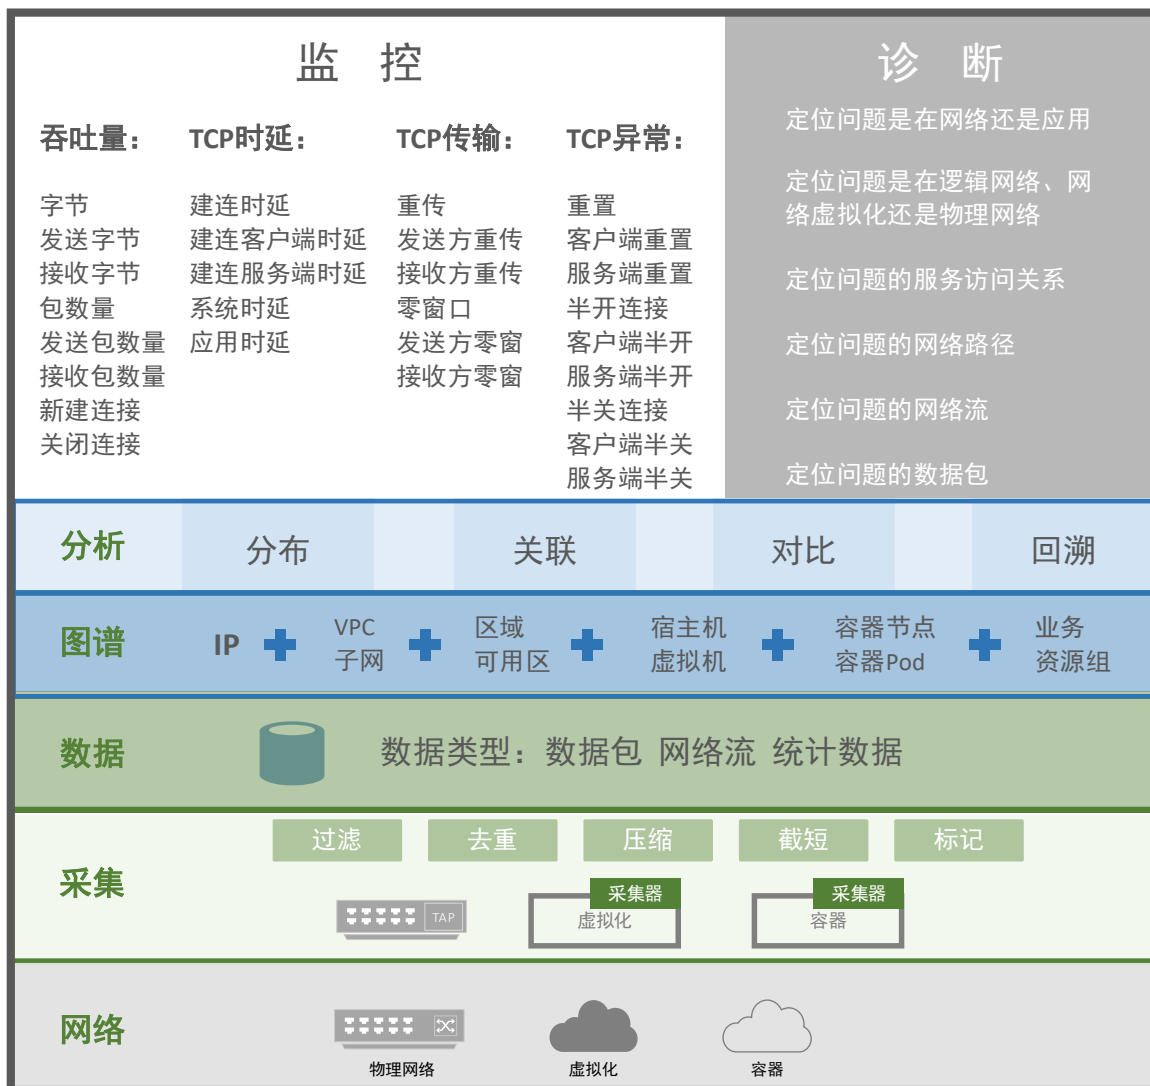 监 控
吞吐量：
字节
发送字节
接收字节
包数量
发送包数量
接收包数量
新建连接
关闭连接
TCP时延：
建连时延
建连客户端时延
建连服务端时延
系统时延
应用时延
TCP传输：
重传
发送方重传
接收方重传
零窗口
发送方零窗
接收方零窗
TCP异常：
重置
客户端重置
服务端重置
半开连接
客户端半开
服务端半开
半关连接
客户端半关
服务端半关
诊 断
定位问题是在网络还是应用
定位问题是在逻辑网络、网
络虚拟化还是物理网络
定位问题的服务访问关系
定位问题的网络路径
定位问题的网络流
定位问题的数据包
分析
分布
关联
对比
回溯
图谱
IP
VPC
子网
区域
可用区
宿主机
虚拟机
容器节点
容器Pod
业务
资源组
数据
数据类型：数据包 网络流 统计数据
采集
过滤
去重
压缩
截短
标记
TAP
采集器
虚拟化
采集器
容器
网络
物理网络
虚拟化
容器